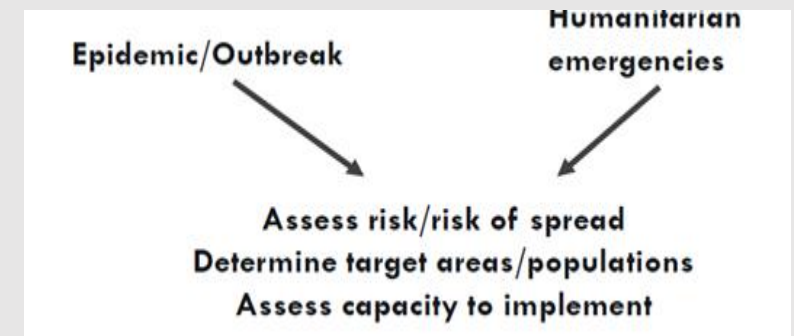 Humanitarian
Epidemic/Outbreak
emergencies
Assess risk/risk of spread
Determine target areas/populations
Assess capacity to implement